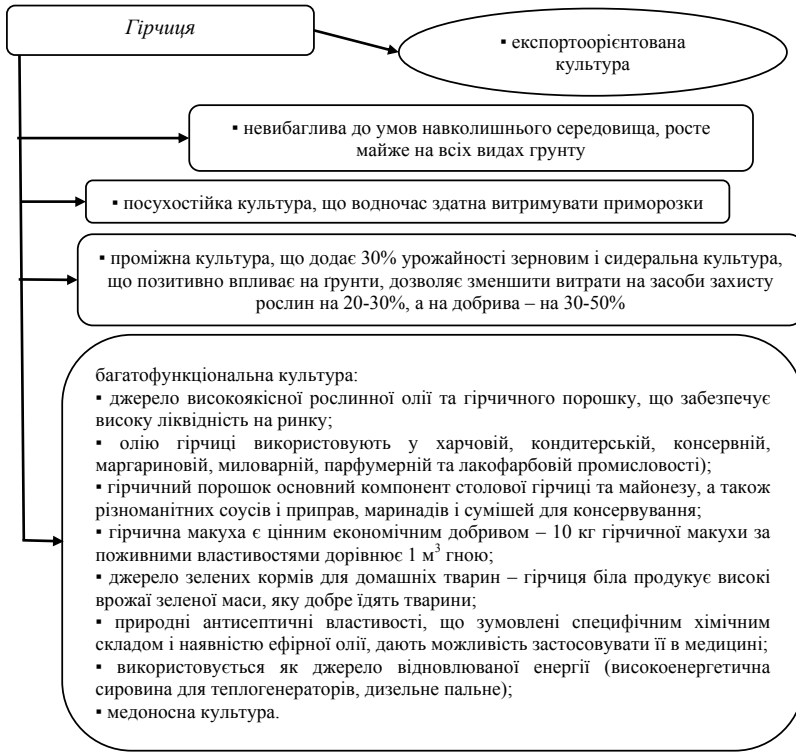 Гірчиця
▪ експортоорієнтована
культура
▪ невибаглива до умов навколишнього середовища, росте
майже на всіх видах грунту
▪ посухостійка культура, що водночас здатна витримувати приморозки
▪ проміжна культура, що додає 30% урожайності зерновим і сидеральна культура,
що позитивно впливає на ґрунти, дозволяє зменшити витрати на засоби захисту
рослин на 20-30%, а на добрива – на 30-50%
багатофункціональна культура:
▪ джерело високоякісної рослинної олії та гірчичного порошку, що забезпечує
високу ліквідність на ринку;
▪ олію гірчиці використовують у харчовій, кондитерській, консервній,
маргариновій, миловарній, парфумерній та лакофарбовій промисловості);
▪ гірчичний порошок основний компонент столової гірчиці та майонезу, а також
різноманітних соусів і приправ, маринадів і сумішей для консервування;
▪ гірчична макуха є цінним економічним добривом – 10 кг гірчичної макухи за
поживними властивостями дорівнює 1 м³ гною;
▪ джерело зелених кормів для домашніх тварин – гірчиця біла продукує високі
врожаї зеленої маси, яку добре їдять тварини;
▪ природні антисептичні властивості, що зумовлені специфічним хімічним
складом і наявністю ефірної олії, дають можливість застосовувати її в медицині;
▪ використовується як джерело відновлюваної енергії (високоенергетична
сировина для теплогенераторів, дизельне пальне);
▪ медоносна культура.